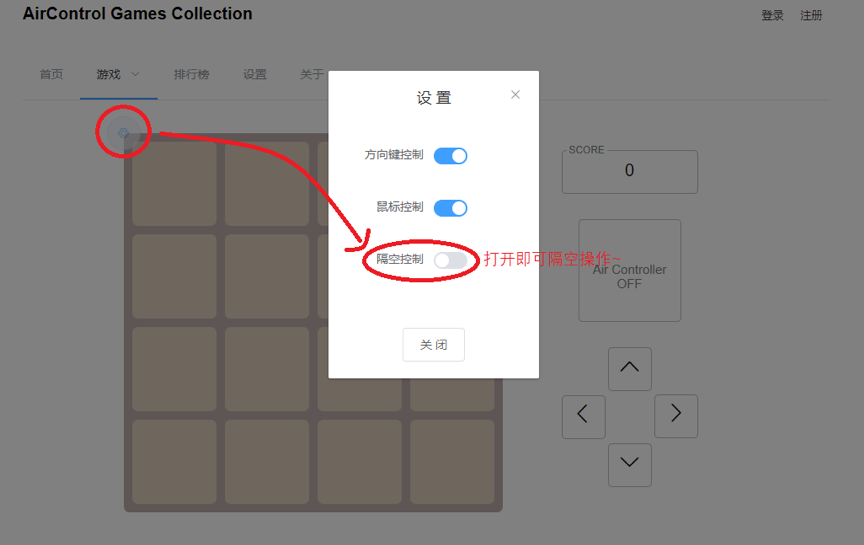 AirControl Games Collection
登录 注册
首页 游戏 排行榜 设置 关于
设 置
方向键控制
鼠标控制
隔空控制
打开即可隔空操作~
关 闭
SCORE
0
Air Controller
OFF